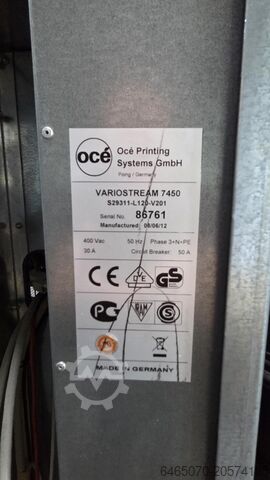 océ
Océ Printing
Systems GmbH
Poing / Germany
VARIOSTREAM 7450
S29311-L120-V201
Serial No. 86761
Manufactured: 06/06/12
400 Vac 50 Hz Phase 3+N+PE
30 A Circuit Breaker: 50 A
CE
GS
MADE IN GERMANY
6465070-2057418